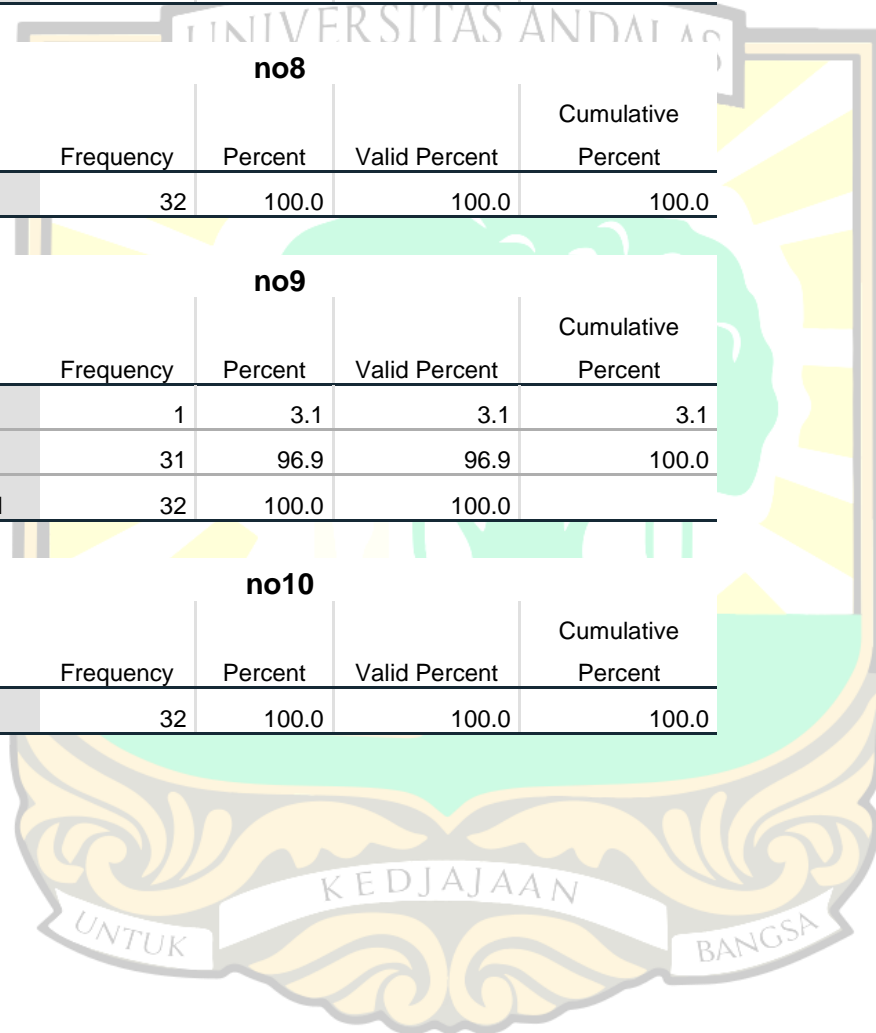 UNIVERSITAS ANDALAS
no8
Cumulative
Frequency Percent Valid Percent Percent
32 100.0 100.0 100.0
no9
Cumulative
Frequency Percent Valid Percent Percent
1 3.1 3.1 3.1
31 96.9 96.9 100.0
32 100.0 100.0
no10
Cumulative
Frequency Percent Valid Percent Percent
32 100.0 100.0 100.0
KEDJAJAAN
UNTUK BANGSA